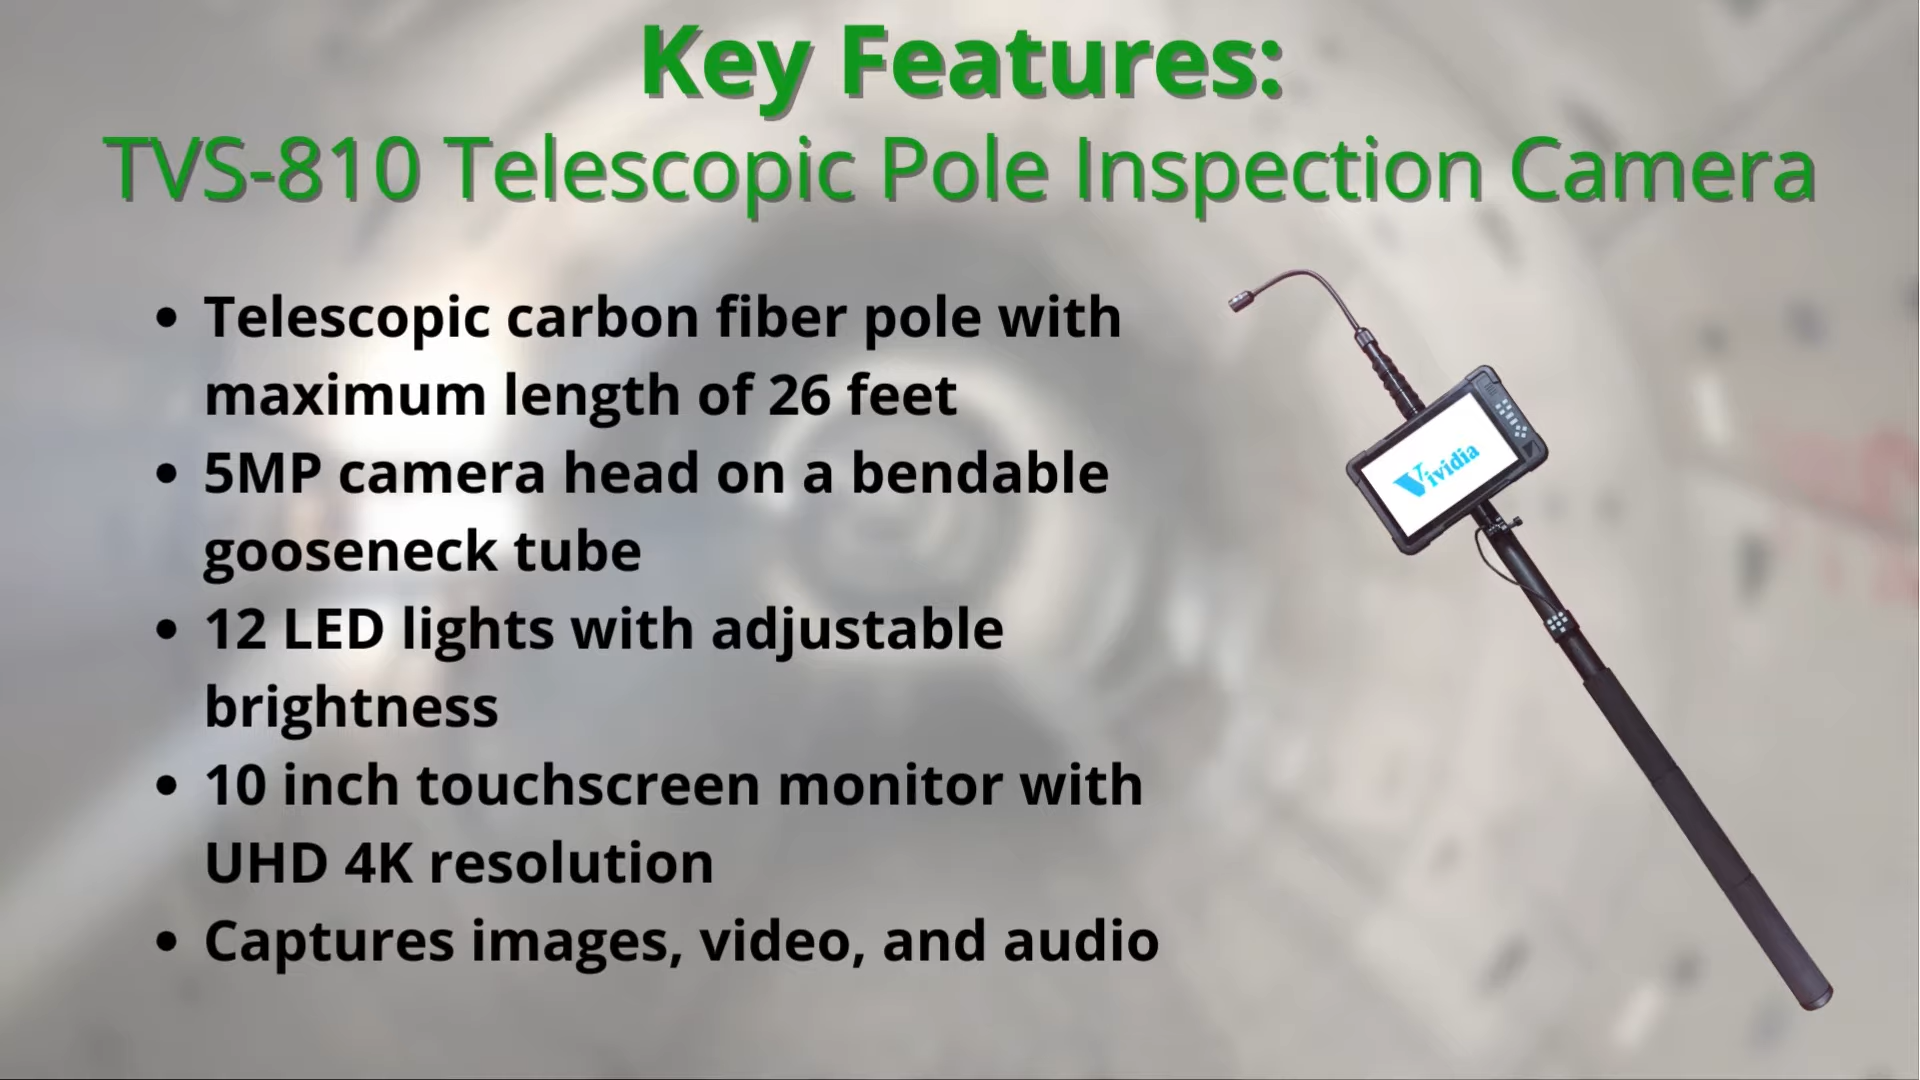 Key Features:
TVS-810 Telescopic Pole Inspection Camera
• Telescopic carbon fiber pole with
maximum length of 26 feet
• 5MP camera head on a bendable
gooseneck tube
• 12 LED lights with adjustable
brightness
• 10 inch touchscreen monitor with
UHD 4K resolution
• Captures images, video, and audio
Vividia